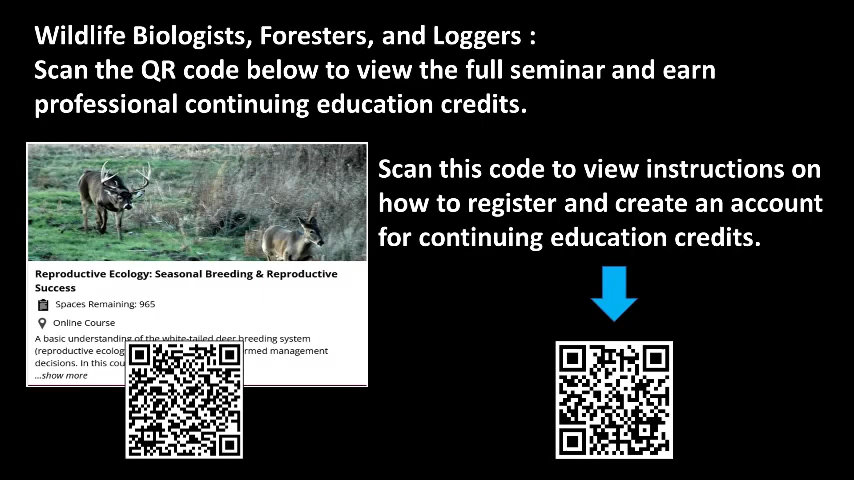 Wildlife Biologists, Foresters, and Loggers :
Scan the QR code below to view the full seminar and earn
professional continuing education credits.
Scan this code to view instructions on
how to register and create an account
for continuing education credits.
Reproductive Ecology: Seasonal Breeding & Reproductive
Success
Spaces Remaining: 965
Online Course
A basic understanding of the white-tailed deer breeding system
(reproductive management
decisions. In this
...show more